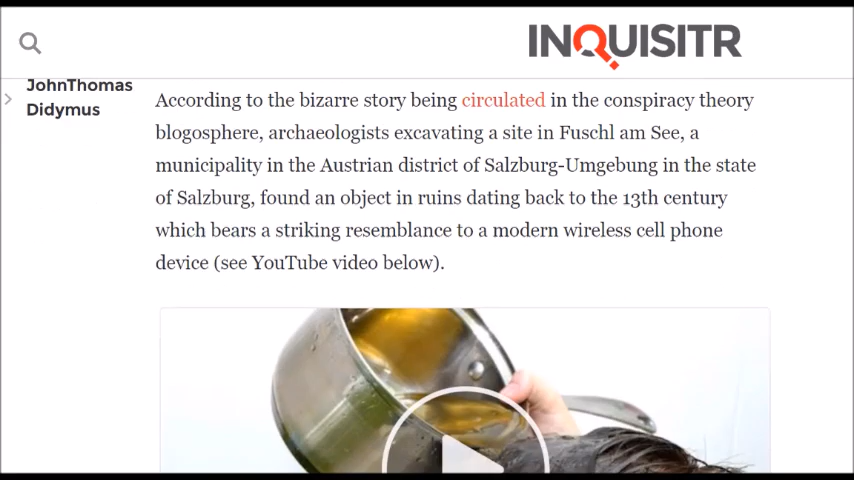 INQUISITR
JohnThomas
Didymus
According to the bizarre story being circulated in the conspiracy theory
blogosphere, archaeologists excavating a site in Fuschl am See, a
municipality in the Austrian district of Salzburg-Umgebung in the state
of Salzburg, found an object in ruins dating back to the 13th century
which bears a striking resemblance to a modern wireless cell phone
device (see YouTube video below).